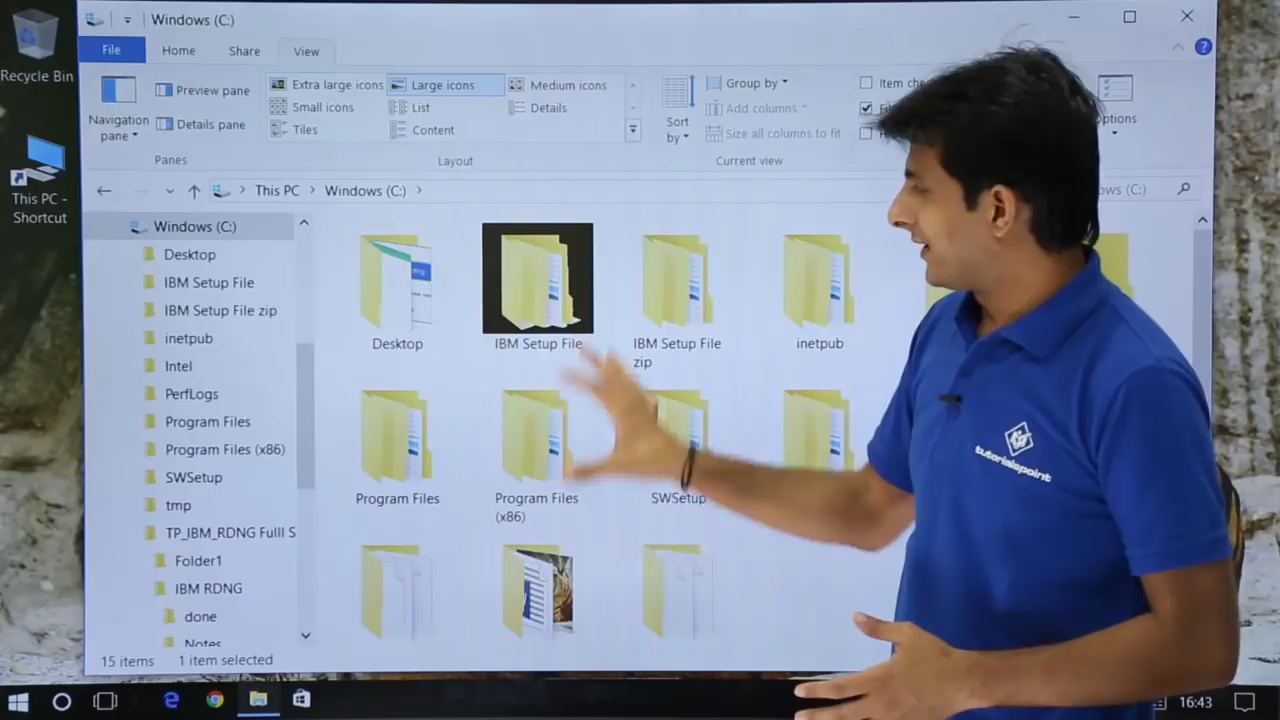 Windows (C:)
File Home Share View
Recycle Bin
Extra large icons Large icons Medium icons
Small icons List Details
Tiles Content
Preview pane
Details pane
Navigation
pane
Panes
Layout
Sort
by
Group by
Add columns
Size all columns to fit
Current view
Item che
ptions
This PC Windows (C:)
ws (C:)
This PC -
Shortcut
Windows (C:)
Desktop
IBM Setup File
IBM Setup File zip
inetpub
Intel
PerfLogs
Program Files
Program Files (x86)
SWSetup
tmp
TP_IBM_RDNG Fulll S
Folder1
IBM RDNG
done
Notes
Desktop
IBM Setup File
IBM Setup File
zip
inetpub
Program Files
Program Files
(x86)
SWSetup
tutorialspoint
15 items 1 item selected
16:43